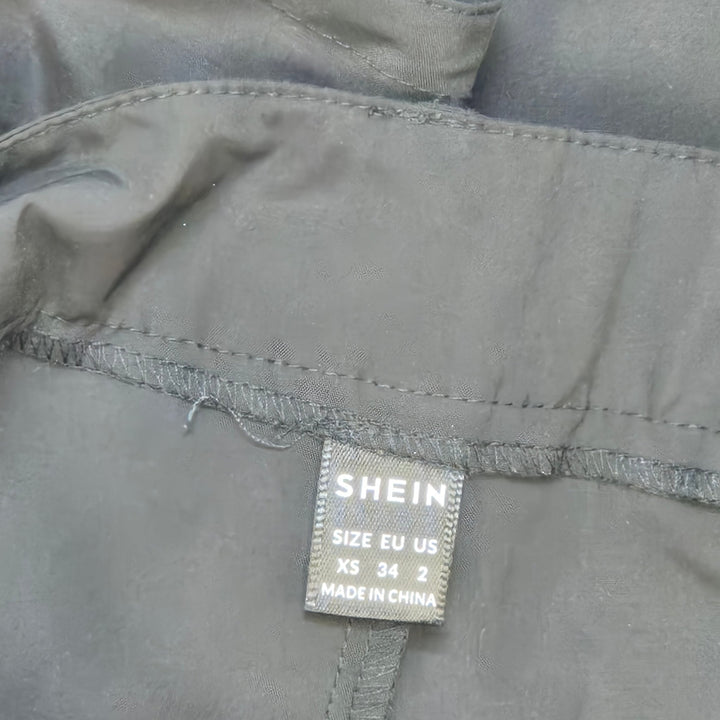 SHEIN
SIZE EU US
XS 34 2
MADE IN CHINA